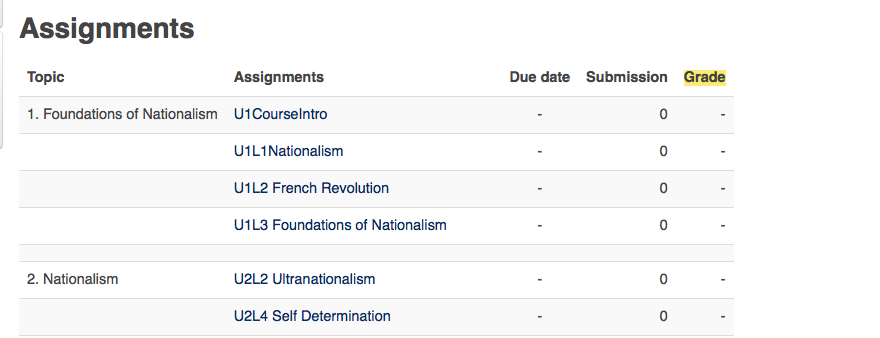 Assignments
Topic Assignments Due date Submission Grade
1. Foundations of Nationalism U1CourseIntro - 0 -
U1L1Nationalism - 0 -
U1L2 French Revolution - 0 -
U1L3 Foundations of Nationalism - 0 -
2. Nationalism U2L2 Ultranationalism - 0 -
U2L4 Self Determination - 0 -